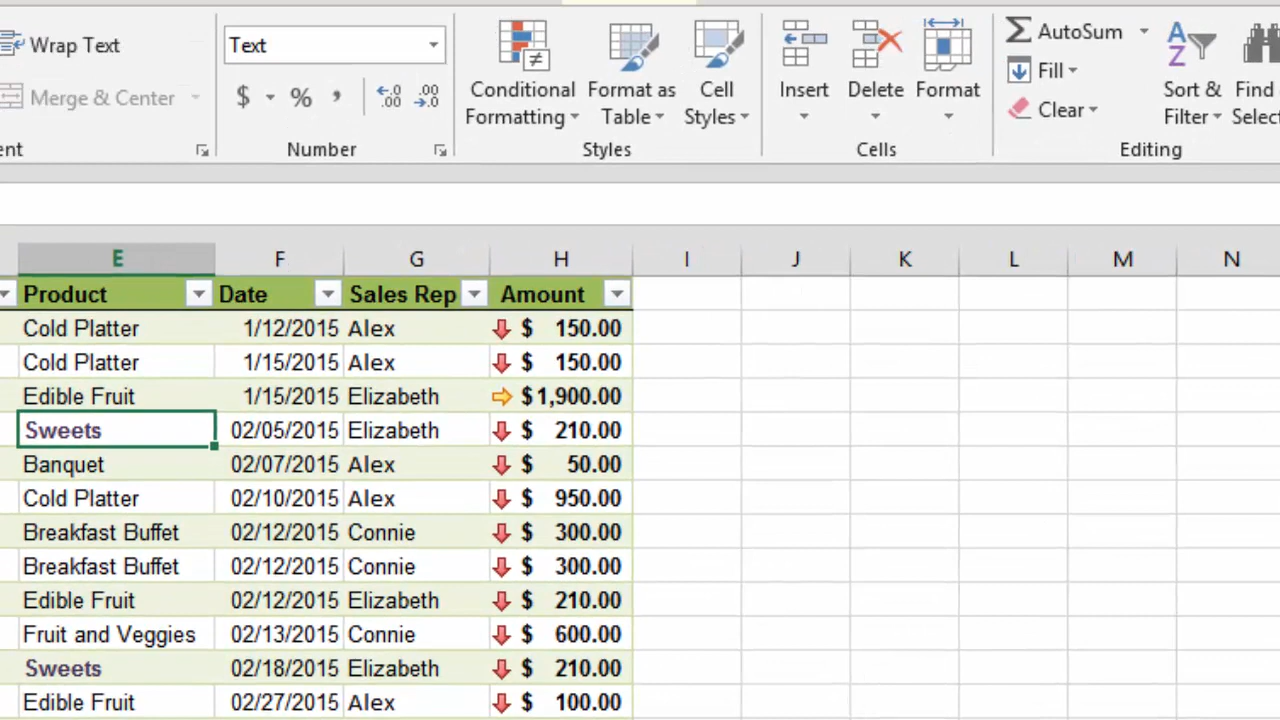 Wrap Text
Merge & Center
ent
Text
$ % ,
←.0 .00
.00 →.0
Number
Conditional Formatting
Format as Table
Cell Styles
Styles
Insert
Delete
Format
Cells
AutoSum
Fill
Clear
Sort & Filter
Find
Selec
Editing
E F G H I J K L M N
Product Date Sales Rep Amount
Cold Platter 1/12/2015 Alex $ 150.00
Cold Platter 1/15/2015 Alex $ 150.00
Edible Fruit 1/15/2015 Elizabeth $1,900.00
Sweets 02/05/2015 Elizabeth $ 210.00
Banquet 02/07/2015 Alex $ 50.00
Cold Platter 02/10/2015 Alex $ 950.00
Breakfast Buffet 02/12/2015 Connie $ 300.00
Breakfast Buffet 02/12/2015 Connie $ 300.00
Edible Fruit 02/12/2015 Elizabeth $ 210.00
Fruit and Veggies 02/13/2015 Connie $ 600.00
Sweets 02/18/2015 Elizabeth $ 210.00
Edible Fruit 02/27/2015 Alex $ 100.00